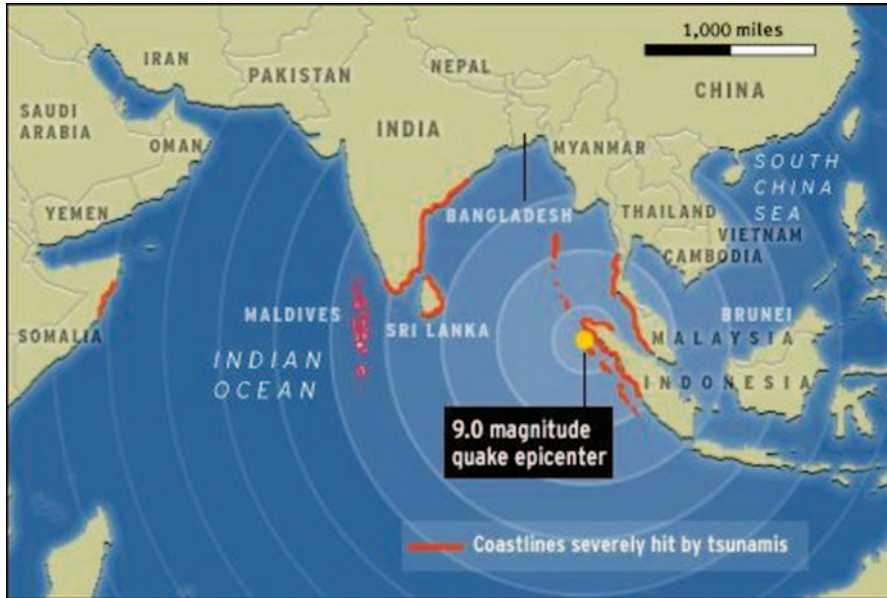 1,000 miles
IRAN
PAKISTAN
NEPAL
CHINA
SAUDI
ARABIA
OMAN
INDIA
MYANMAR
SOUTH
CHINA
SEA
YEMEN
BANGLADESH
THAILAND
VIETNAM
CAMBODIA
MALDIVES
SRI LANKA
BRUNEI
SOMALIA
MALAYSIA
INDIAN
OCEAN
INDONESIA
9.0 magnitude
quake epicenter
Coastlines severely hit by tsunamis